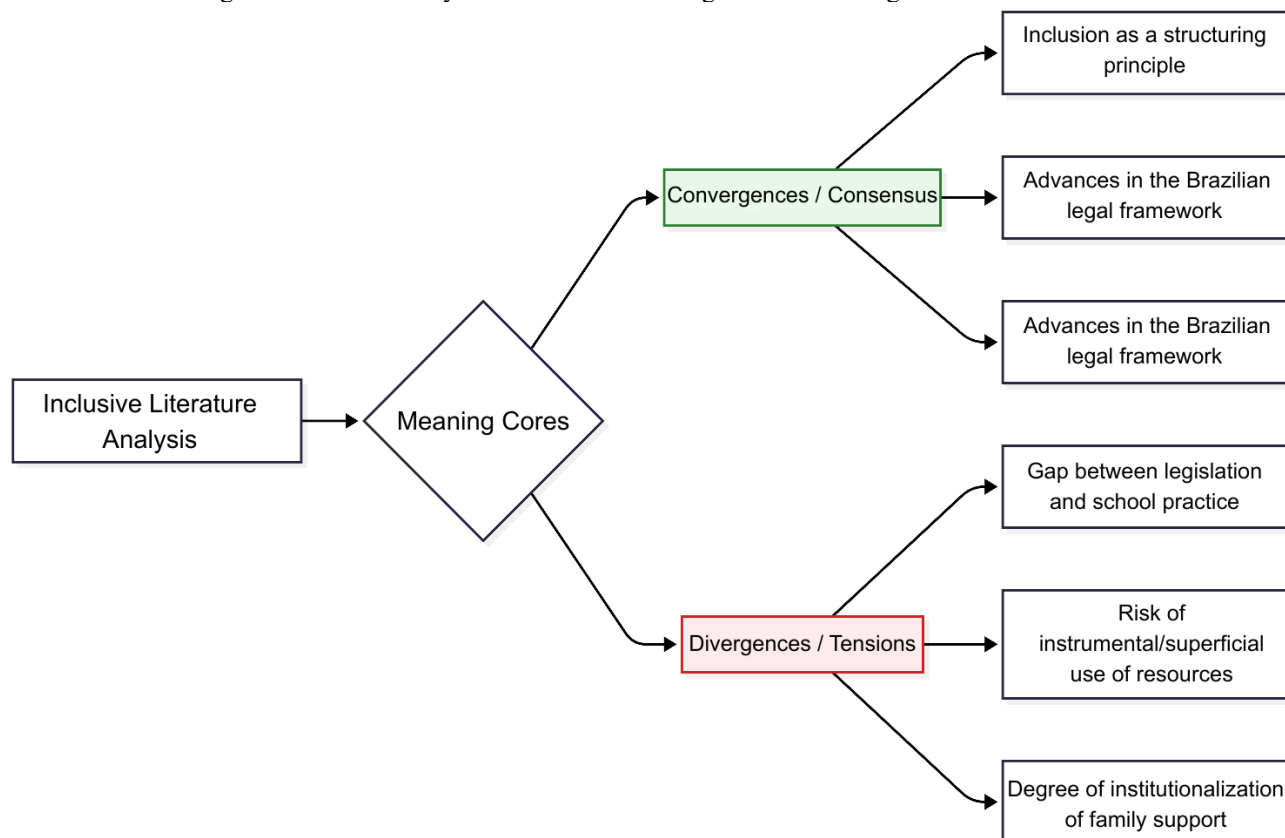 Inclusion as a structuring
principle
Convergences / Consensus
Advances in the Brazilian
legal framework
Advances in the Brazilian
legal framework
Inclusive Literature
Analysis
Meaning Cores
Gap between legislation
and school practice
Divergences / Tensions
Risk of
instrumental/superficial
use of resources
Degree of institutionalization
of family support